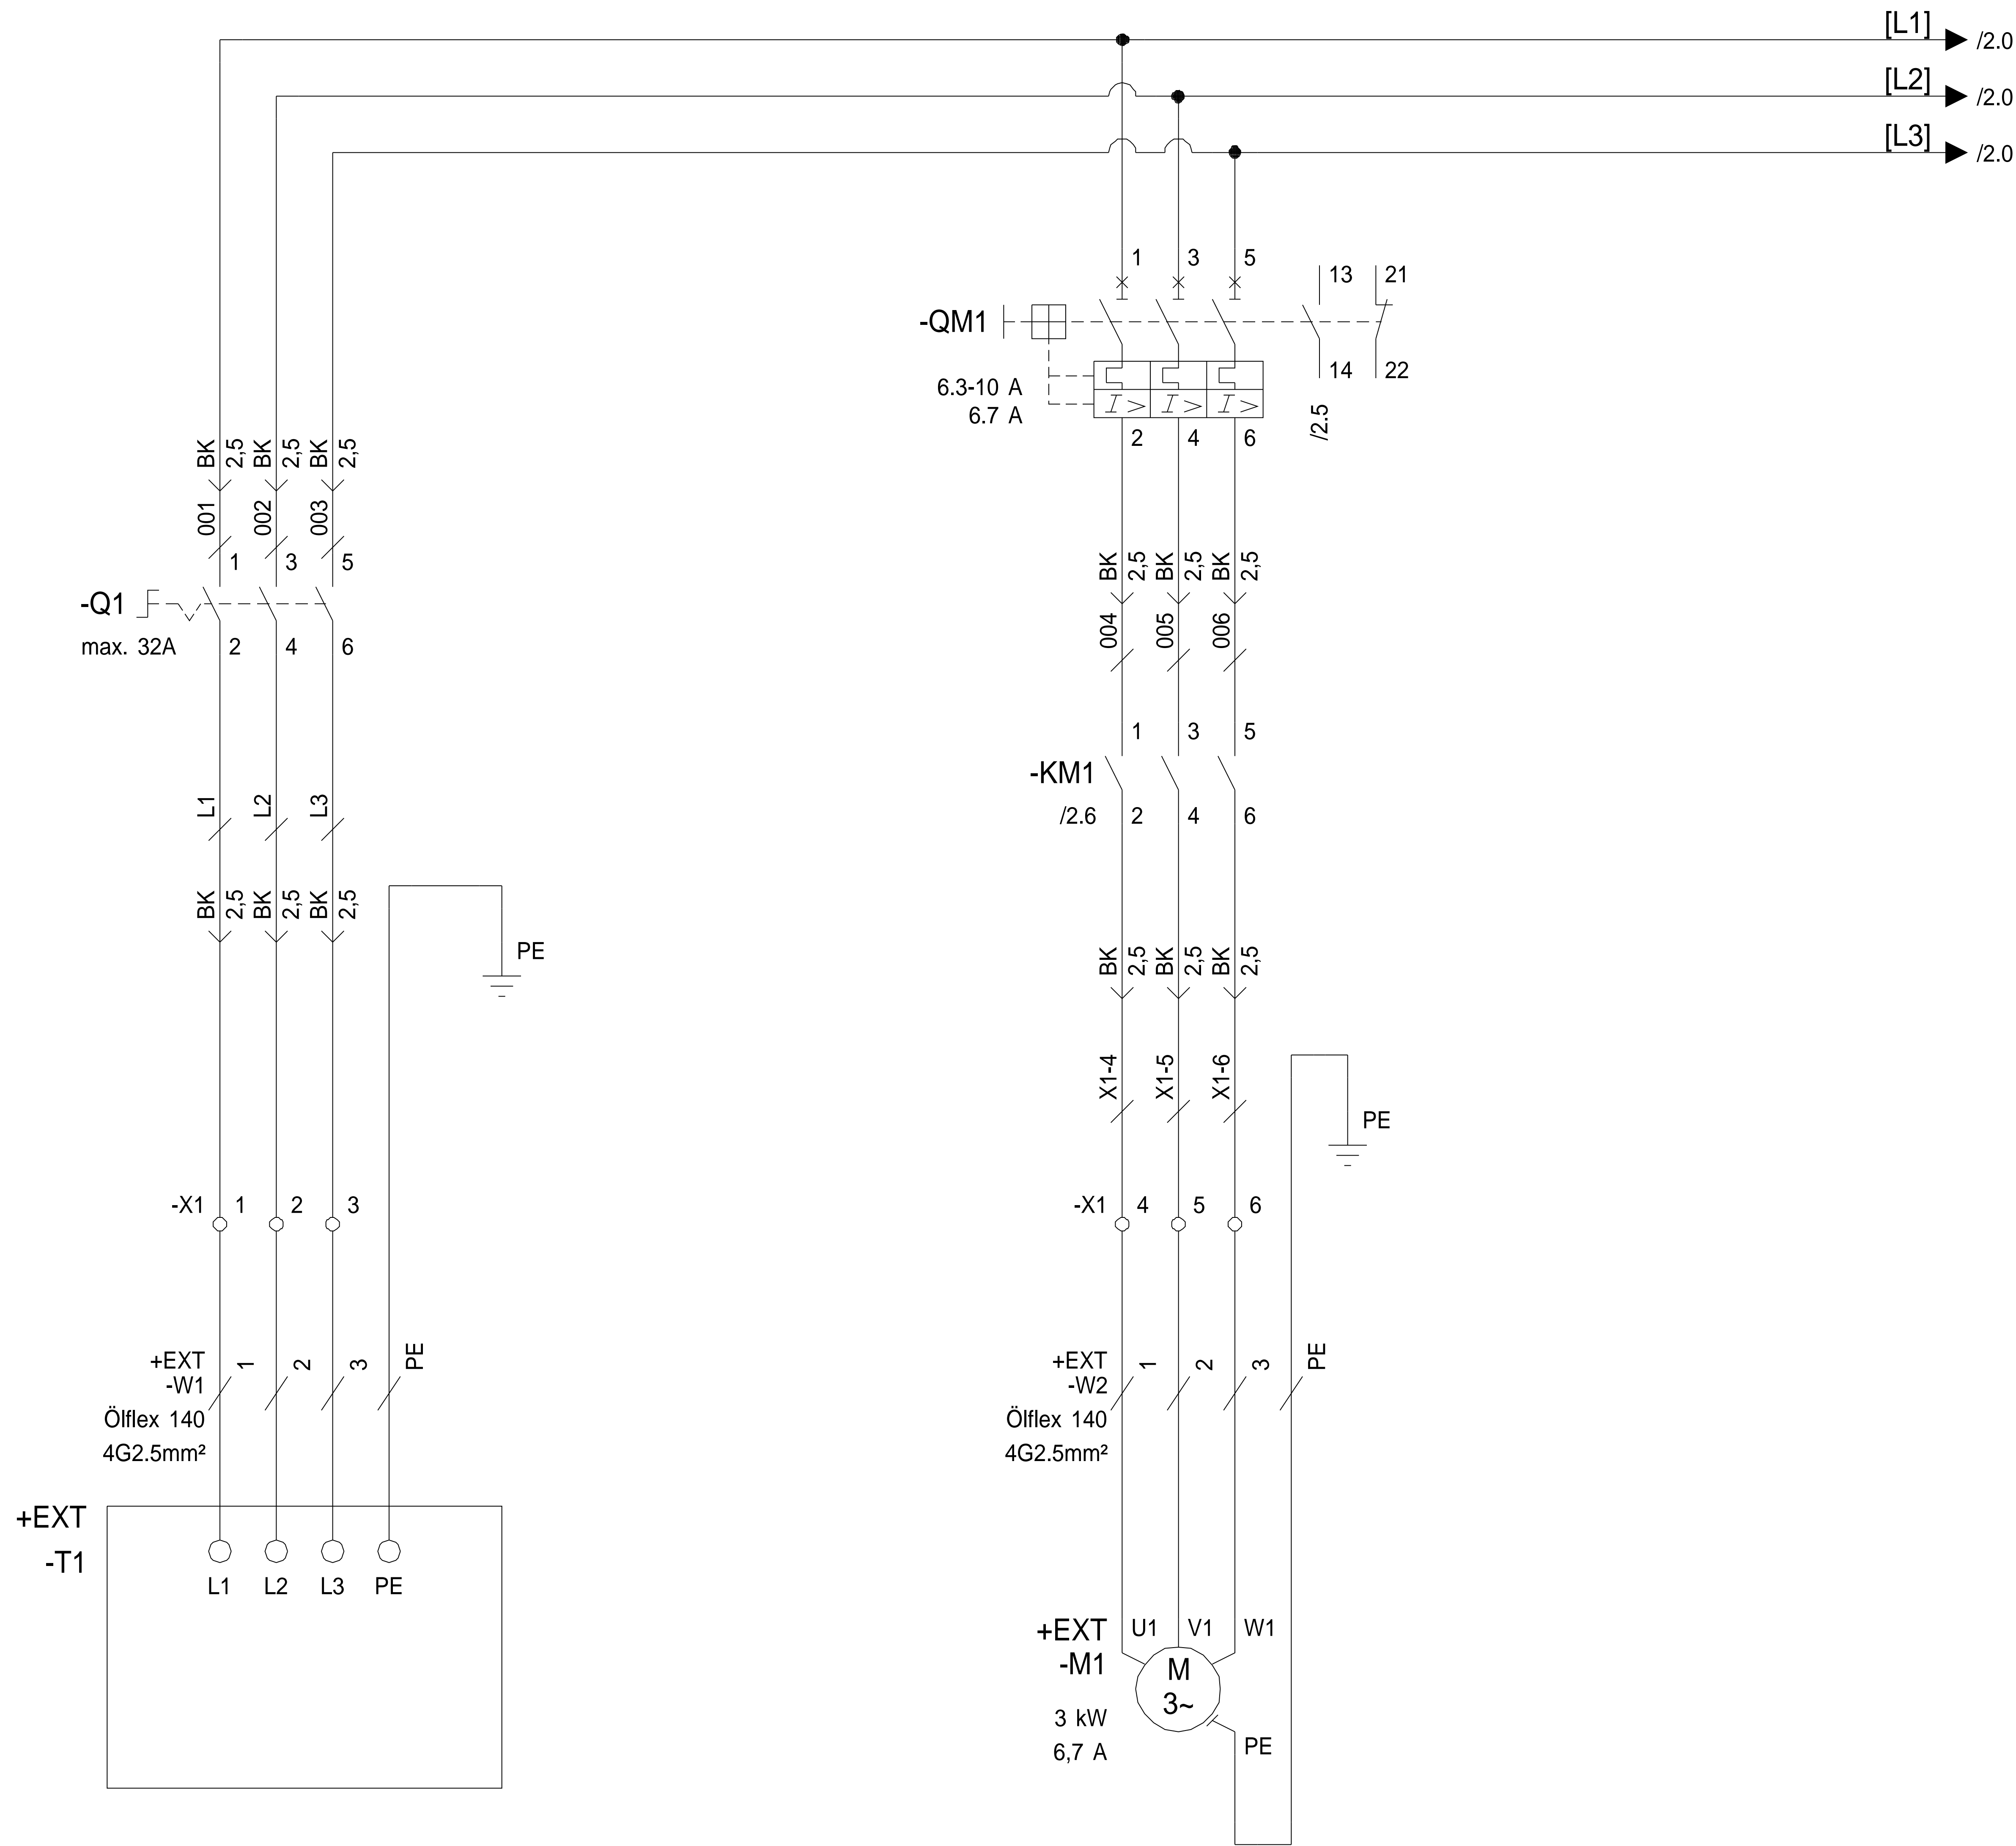 [L1]
/2.0
[L2]
/2.0
[L3]
/2.0
1 3 5
13 21
-QM1
14 22
6.3-10 A
6.7 A
/2.5
2 4 6
BK 2,5 BK 2,5 BK 2,5
001 002 003
1 3 5
-Q1
max. 32A 2 4 6
BK 2,5 BK 2,5 BK 2,5
004 005 006
1 3 5
-KM1
/2.6 2 4 6
L1 L2 L3
BK 2,5 BK 2,5 BK 2,5
PE
BK 2,5 BK 2,5 BK 2,5
X1-4 X1-5 X1-6
PE
-X1 1 2 3
-X1 4 5 6
+EXT 1 2 3 PE
-W1
Ölflex 140
4G2.5mm²
+EXT 1 2 3 PE
-W2
Ölflex 140
4G2.5mm²
+EXT
-T1
L1 L2 L3 PE
+EXT U1 V1 W1
-M1
M
3~
3 kW
6,7 A
PE